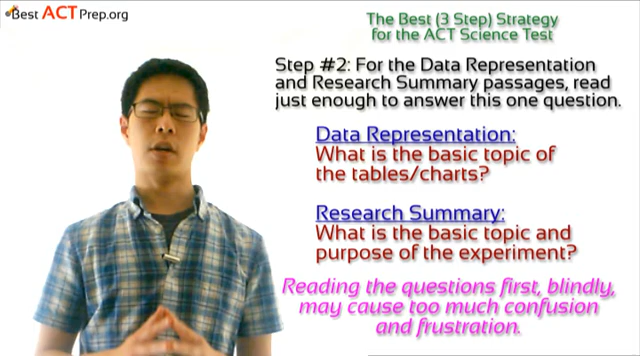 Best ACT Prep.org
The Best (3 Step) Strategy
for the ACT Science Test
Step #2: For the Data Representation
and Research Summary passages, read
just enough to answer this one question.
Data Representation:
What is the basic topic of
the tables/charts?
Research Summary:
What is the basic topic and
purpose of the experiment?
Reading the questions first, blindly,
may cause too much confusion
and frustration.